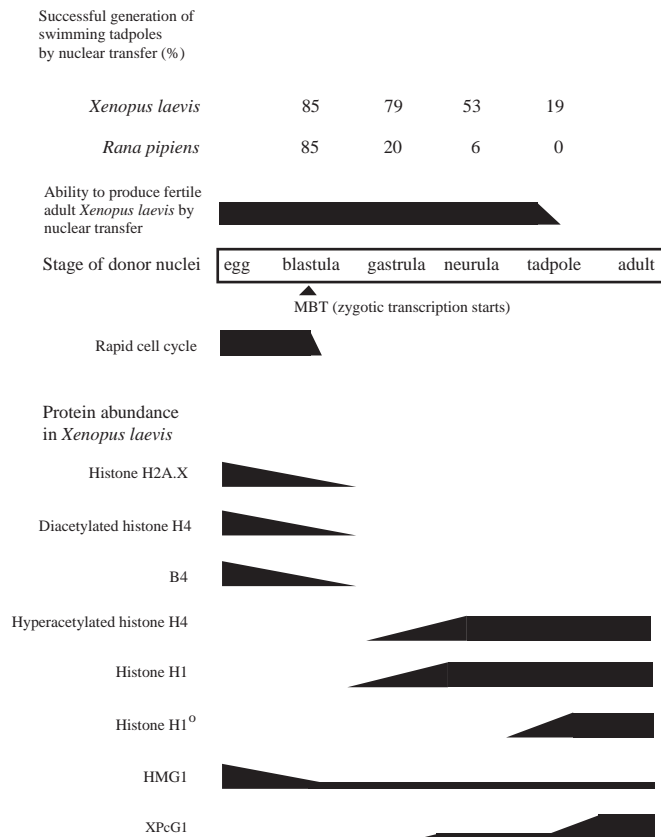 Successful generation of
swimming tadpoles
by nuclear transfer (%)
Xenopus laevis 85 79 53 19
Rana pipiens 85 20 6 0
Ability to produce fertile
adult Xenopus laevis by
nuclear transfer
Stage of donor nuclei egg blastula gastrula neurula tadpole adult
MBT (zygotic transcription starts)
Rapid cell cycle
Protein abundance
in Xenopus laevis
Histone H2A.X
Diacetylated histone H4
B4
Hyperacetylated histone H4
Histone H1
Histone H1º
HMG1
XPcG1